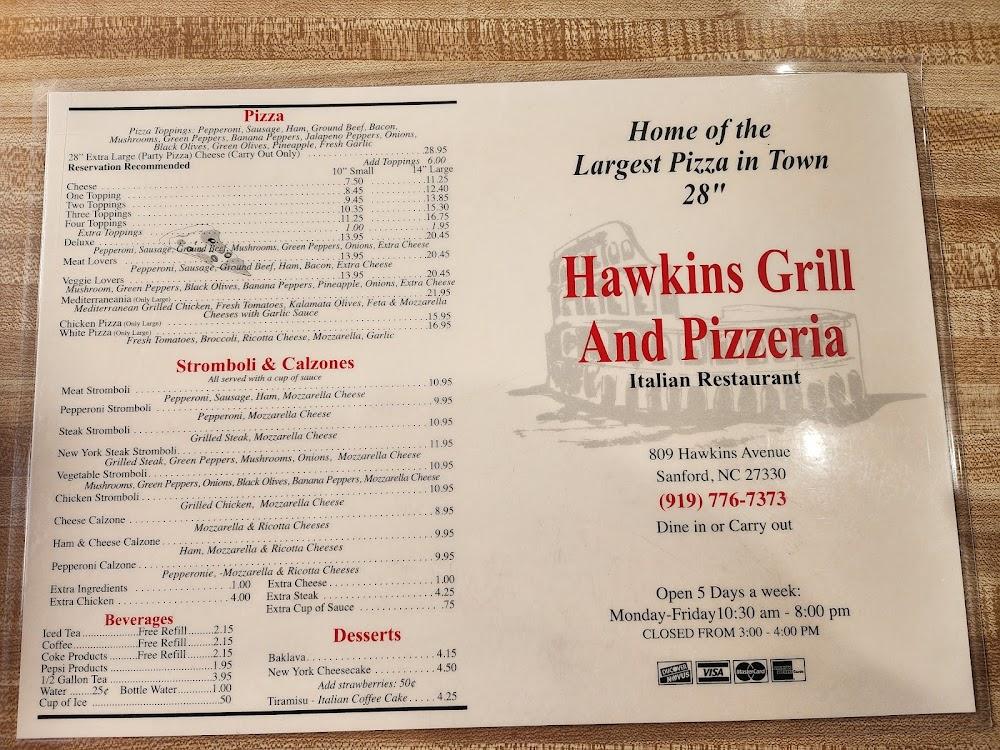 Pizza
Pizza Toppings: Pepperoni, Sausage, Ham, Ground Beef, Bacon,
Mushrooms, Green Peppers, Banana Peppers, Jalapeno Peppers, Onions,
Black Olives, Green Olives, Pineapple, Fresh Garlic
28" Extra Large (Party Pizza) Cheese (Carry Out Only) 28.95
Reservation Recommended Add Toppings 6.00
10" Small 14" Large
Cheese 7.50 11.25
One Topping 8.45 12.40
Two Toppings 9.45 13.85
Three Toppings 10.35 15.30
Four Toppings 11.25 16.75
Extra Toppings 1.00 1.95
Deluxe 13.95 20.45
Pepperoni, Sausage, Ground Beef, Mushrooms, Green Peppers, Onions, Extra Cheese
Meat Lovers 13.95 20.45
Pepperoni, Sausage, Ground Beef, Ham, Bacon, Extra Cheese
Veggie Lovers 13.95 20.45
Mushroom, Green Peppers, Black Olives, Banana Peppers, Pineapple, Onions, Extra Cheese
Mediterraneania (Only Large) 21.95
Mediterranean Grilled Chicken, Fresh Tomatoes, Kalamata Olives, Feta & Mozzarella
Cheeses with Garlic Sauce
Chicken Pizza (Only Large) 15.95
White Pizza (Only Large) 16.95
Fresh Tomatoes, Broccoli, Ricotta Cheese, Mozzarella, Garlic
Stromboli & Calzones
All served with a cup of sauce
Meat Stromboli 10.95
Pepperoni, Sausage, Ham, Mozzarella Cheese
Pepperoni Stromboli 9.95
Pepperoni, Mozzarella Cheese
Steak Stromboli 10.95
Grilled Steak, Mozzarella Cheese
New York Steak Stromboli 11.95
Grilled Steak, Green Peppers, Mushrooms, Onions, Mozzarella Cheese
Vegetable Stromboli 10.95
Mushrooms, Green Peppers, Onions, Black Olives, Banana Peppers, Mozzarella Cheese
Chicken Stromboli 10.95
Grilled Chicken, Mozzarella Cheese
Cheese Calzone 8.95
Mozzarella & Ricotta Cheeses
Ham & Cheese Calzone 9.95
Ham, Mozzarella & Ricotta Cheeses
Pepperoni Calzone 9.95
Pepperonie, -Mozzarella & Ricotta Cheeses
Extra Ingredients 1.00
Extra Chicken 4.00
Extra Cheese 1.00
Extra Steak 4.25
Extra Cup of Sauce .75
Beverages
Iced Tea Free Refill 2.15
Coffee Free Refill 2.15
Coke Products Free Refill 2.15
Pepsi Products 1.95
1/2 Gallon Tea 3.95
Water 25¢ Bottle Water 1.00
Cup of Ice .50
Desserts
Baklava 4.15
New York Cheesecake 4.50
Add strawberries: 50¢
Tiramisu - Italian Coffee Cake 4.25
Home of the
Largest Pizza in Town
28"
Hawkins Grill
And Pizzeria
Italian Restaurant
809 Hawkins Avenue
Sanford, NC 27330
(919) 776-7373
Dine in or Carry out
Open 5 Days a week:
Monday-Friday 10:30 am - 8:00 pm
CLOSED FROM 3:00 - 4:00 PM
DISCOVER NOVUS VISA MasterCard